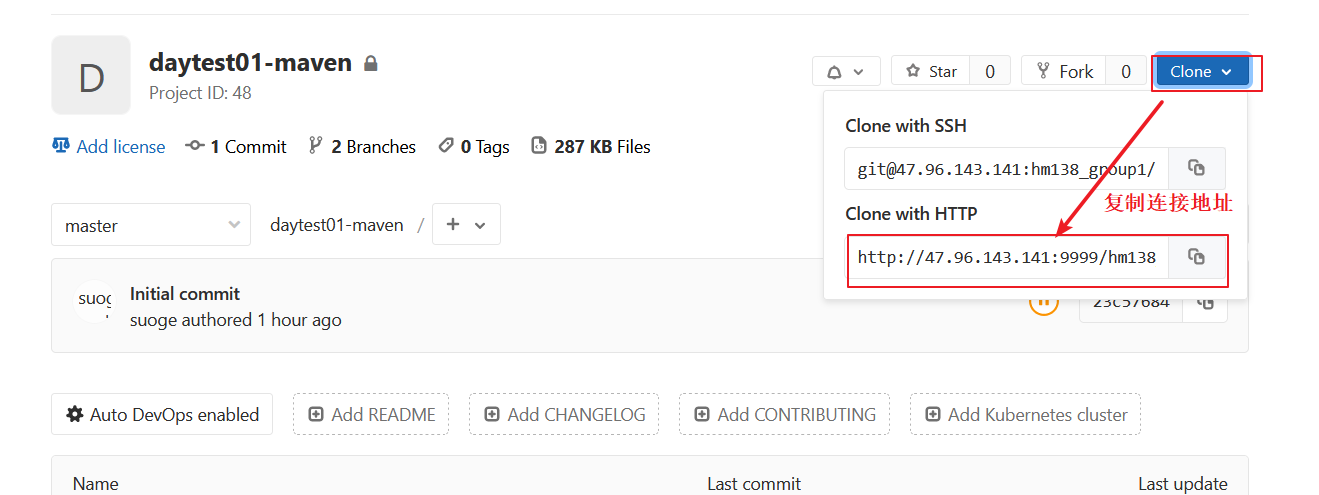 D
daytest01-maven
Project ID: 48
Star 0
Fork 0
Clone
Add license
1 Commit
2 Branches
0 Tags
287 KB Files
Clone with SSH
git@47.96.143.141:hm138_group1/
复制连接地址
Clone with HTTP
http://47.96.143.141:9999/hm138
master
daytest01-maven /
suog
Initial commit
suoge authored 1 hour ago
23c57684
Auto DevOps enabled
Add README
Add CHANGELOG
Add CONTRIBUTING
Add Kubernetes cluster
Name
Last commit
Last update